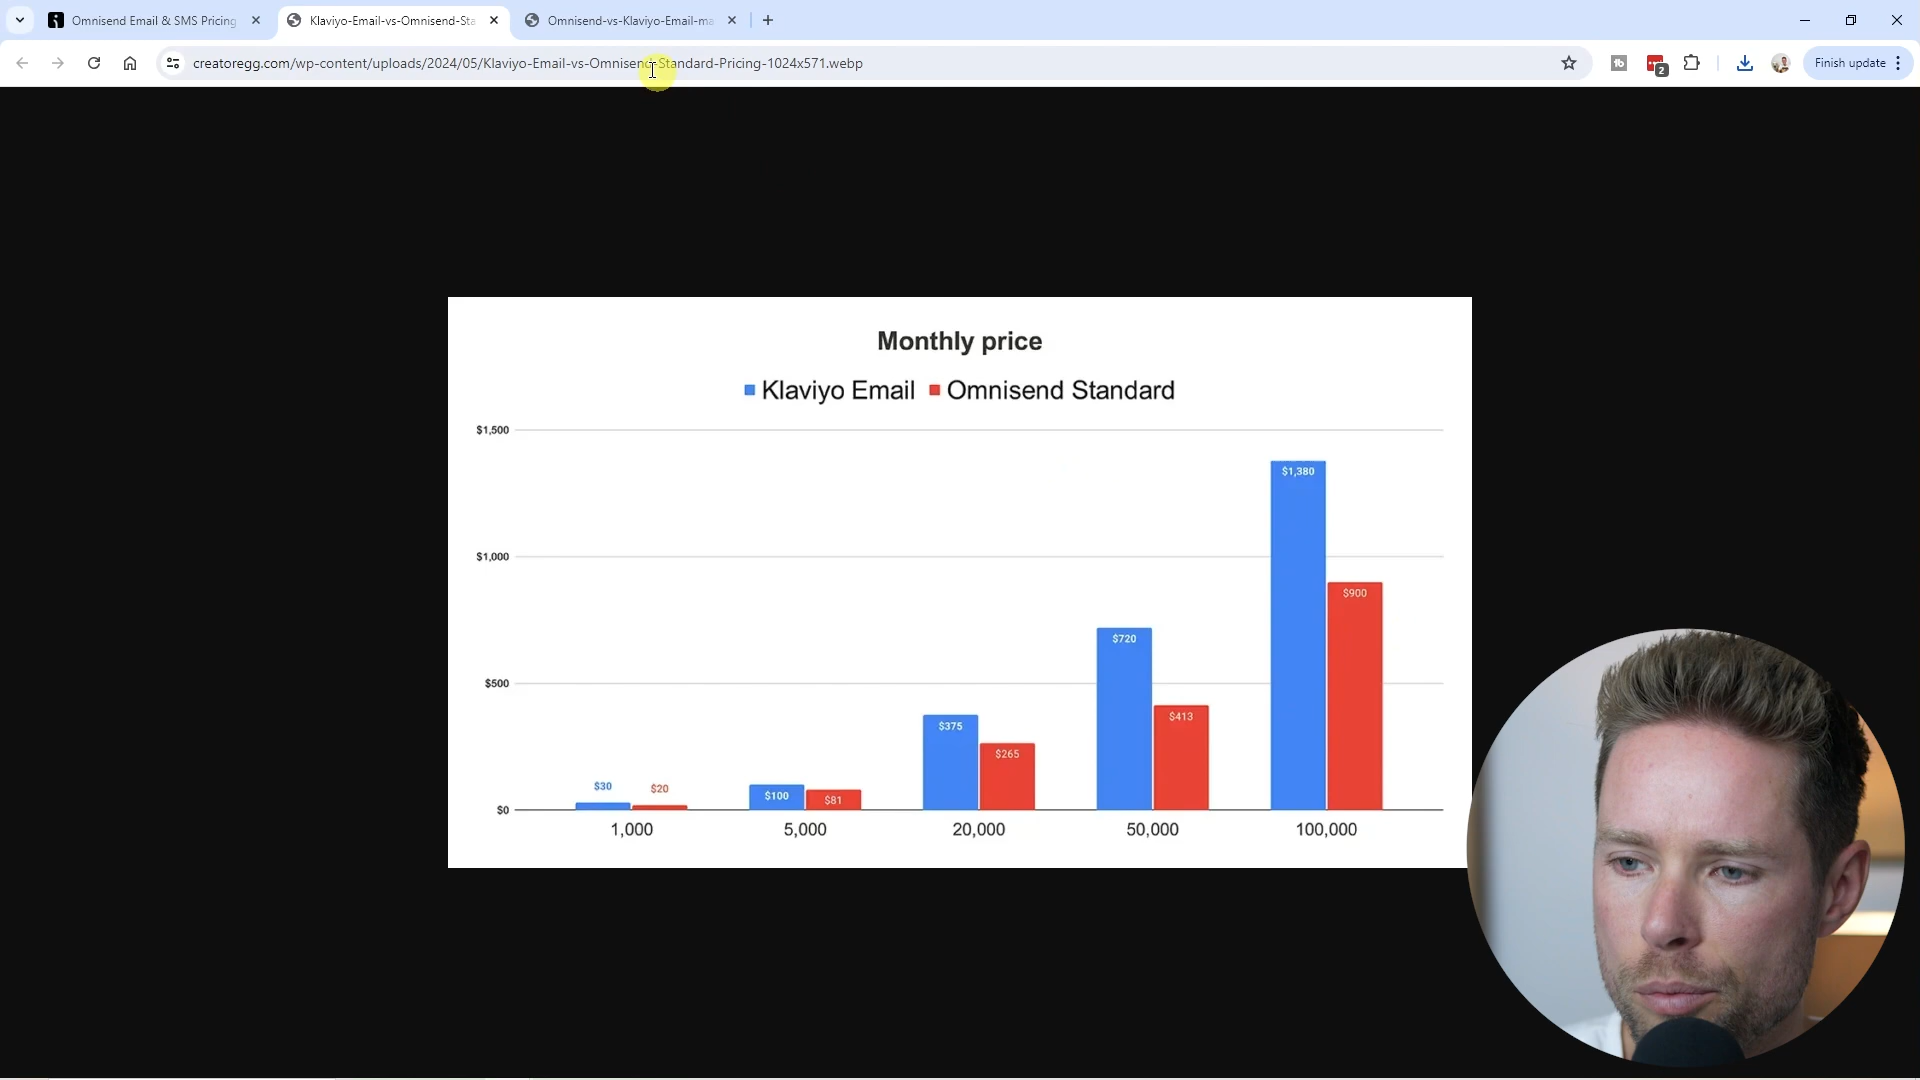 Omnisend Email & SMS Pricing
Klaviyo-Email-vs-Omnisend-Sta
Omnisend-vs-Klaviyo-Email-ma
creatoregg.com/wp-content/uploads/2024/05/Klaviyo-Email-vs-Omnisend-Standard-Pricing-1024x571.webp
2
Finish update
Monthly price
Klaviyo Email
Omnisend Standard
$1,500
$1,000
$500
$0
$30
$20
$100
$81
$375
$265
$720
$413
$1,380
$900
1,000
5,000
20,000
50,000
100,000